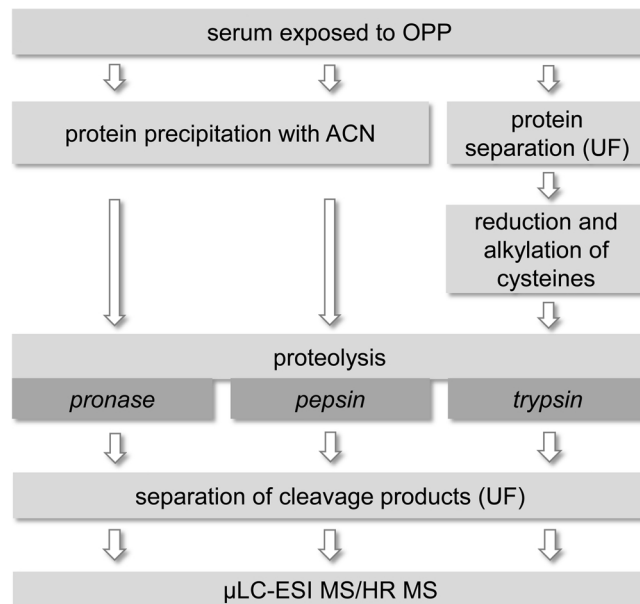 serum exposed to OPP
protein precipitation with ACN
protein
separation (UF)
reduction and
alkylation of
cysteines
proteolysis
pronase
pepsin
trypsin
separation of cleavage products (UF)
µLC-ESI MS/HR MS